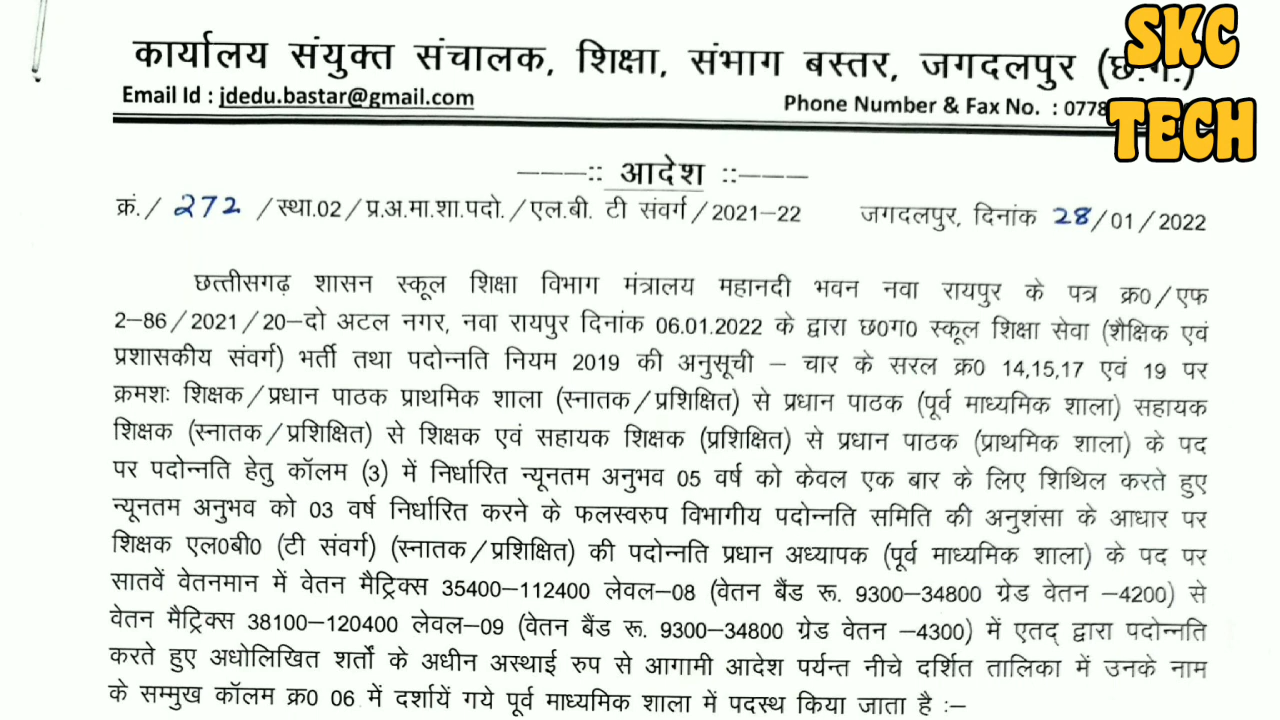 कार्यालय संयुक्त संचालक, शिक्षा, संभाग बस्तर, जगदलपुर (छ.ग.)
SKC
TECH
Email Id : jdedu.bastar@gmail.com Phone Number & Fax No. : 0778
———:: आदेश ::———
क्रं./ 272 /स्था.02/प्र.अ.मा.शा.पदो./एल.बी. टी संवर्ग/2021–22 जगदलपुर, दिनांक 28/01/2022
छत्तीसगढ़ शासन स्कूल शिक्षा विभाग मंत्रालय महानदी भवन नवा रायपुर के पत्र क्र0/एफ
2–86/2021/20–दो अटल नगर, नवा रायपुर दिनांक 06.01.2022 के द्वारा छ0ग0 स्कूल शिक्षा सेवा (शैक्षिक एवं
प्रशासकीय संवर्ग) भर्ती तथा पदोन्नति नियम 2019 की अनुसूची – चार के सरल क्र0 14,15,17 एवं 19 पर
क्रमशः शिक्षक/प्रधान पाठक प्राथमिक शाला (स्नातक/प्रशिक्षित) से प्रधान पाठक (पूर्व माध्यमिक शाला) सहायक
शिक्षक (स्नातक/प्रशिक्षित) से शिक्षक एवं सहायक शिक्षक (प्रशिक्षित) से प्रधान पाठक (प्राथमिक शाला) के पद
पर पदोन्नति हेतु कॉलम (3) में निर्धारित न्यूनतम अनुभव 05 वर्ष को केवल एक बार के लिए शिथिल करते हुए
न्यूनतम अनुभव को 03 वर्ष निर्धारित करने के फलस्वरुप विभागीय पदोन्नति समिति की अनुशंसा के आधार पर
शिक्षक एल0बी0 (टी संवर्ग) (स्नातक/प्रशिक्षित) की पदोन्नति प्रधान अध्यापक (पूर्व माध्यमिक शाला) के पद पर
सातवें वेतनमान में वेतन मैट्रिक्स 35400–112400 लेवल–08 (वेतन बैंड रू. 9300–34800 ग्रेड वेतन –4200) से
वेतन मैट्रिक्स 38100–120400 लेवल–09 (वेतन बैंड रू. 9300–34800 ग्रेड वेतन –4300) में एतद् द्वारा पदोन्नति
करते हुए अधोलिखित शर्तों के अधीन अस्थाई रुप से आगामी आदेश पर्यन्त नीचे दर्शित तालिका में उनके नाम
के सम्मुख कॉलम क्र0 06 में दर्शायें गये पूर्व माध्यमिक शाला में पदस्थ किया जाता है :–